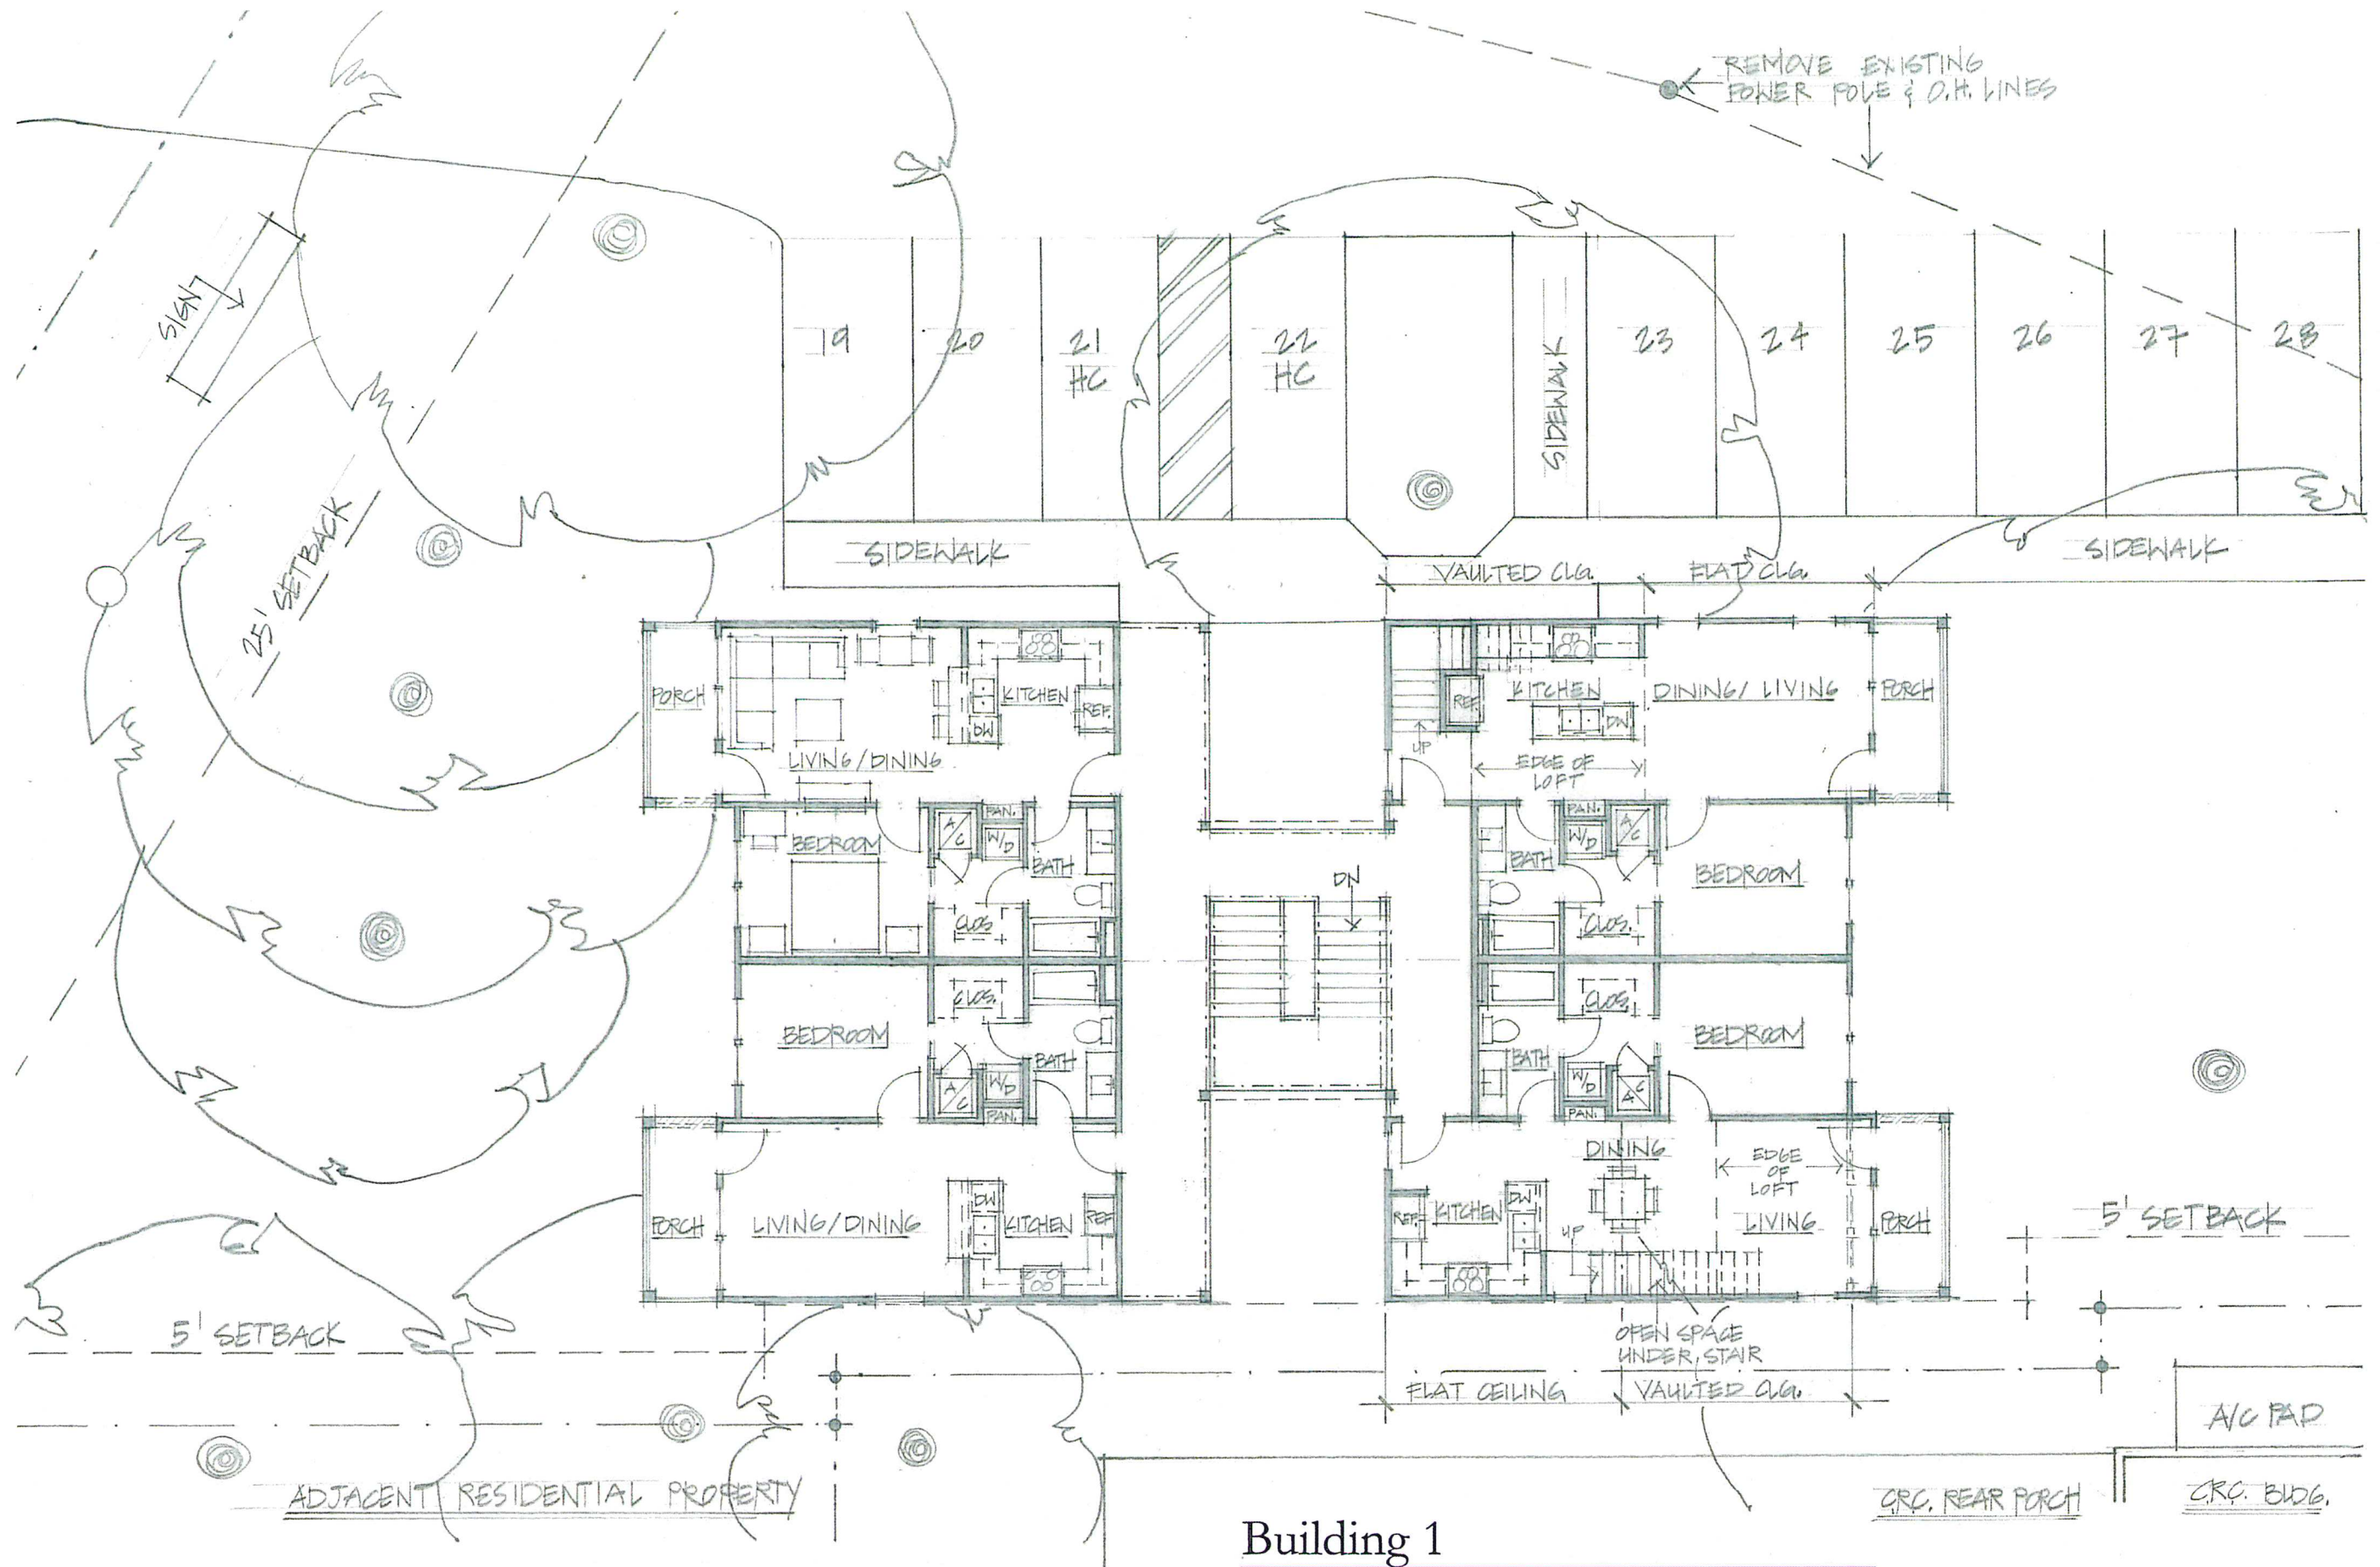 REMOVE EXISTING
POWER POLE & O.H. LINES
SIGN
19
20
21
HC
22
HC
SIDEWALK
23
24
25
26
27
28
25' SETBACK
SIDEWALK
SIDEWALK
VAULTED CLG.
FLAT CLG.
PORCH
KITCHEN
REF.
DW
LIVING/DINING
REF.
KITCHEN
DINING/LIVING
PORCH
DW
UP
EDGE OF
LOFT
BEDROOM
A/C
PAN.
W/D
BATH
CLOS.
PAN.
W/D
A/C
BATH
CLOS.
BEDROOM
DN
BEDROOM
CLOS.
BATH
A/C
W/D
PAN.
CLOS.
BATH
W/D
A/C
PAN.
BEDROOM
PORCH
LIVING/DINING
DW
KITCHEN
REF
REF.
KITCHEN
DW
DINING
EDGE
OF
LOFT
LIVING
UP
PORCH
5' SETBACK
5' SETBACK
OPEN SPACE
UNDER STAIR
FLAT CEILING
VAULTED CLG.
A/C PAD
ADJACENT RESIDENTIAL PROPERTY
C.R.C. REAR PORCH
C.R.C. BLDG.
Building 1